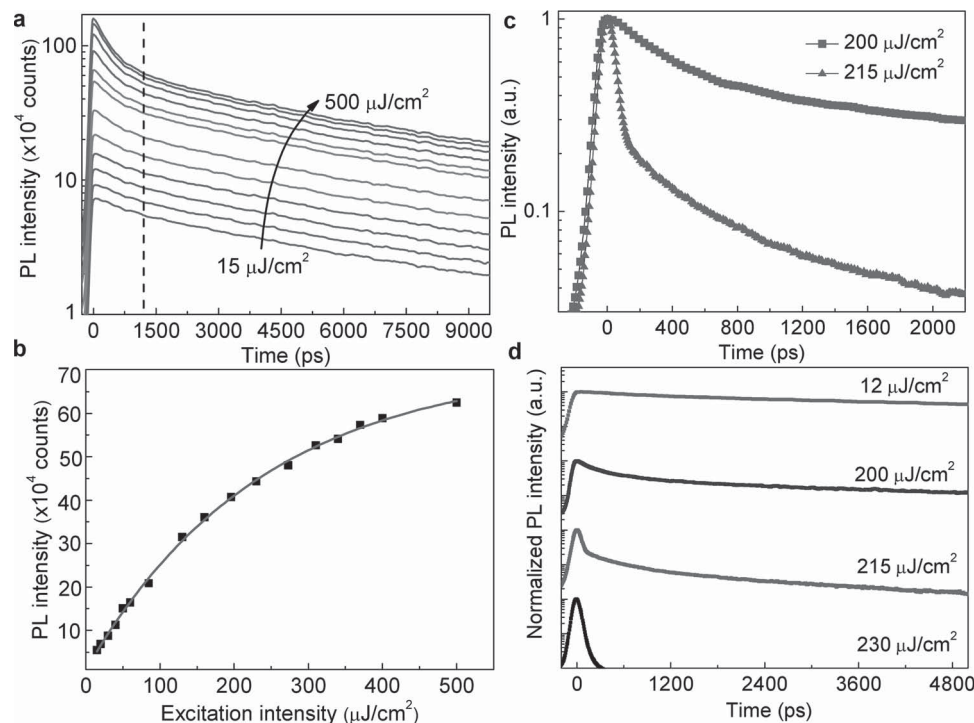 a
PL intensity (x10⁴ counts)
100
10
1
500 μJ/cm²
15 μJ/cm²
0 1500 3000 4500 6000 7500 9000
Time (ps)
b
PL intensity (x10⁴ counts)
70
60
50
40
30
20
10
0 100 200 300 400 500
Excitation intensity (μJ/cm²)
c
PL intensity (a.u.)
1
0.1
200 μJ/cm²
215 μJ/cm²
0 400 800 1200 1600 2000
Time (ps)
d
Normalized PL intensity (a.u.)
12 μJ/cm²
200 μJ/cm²
215 μJ/cm²
230 μJ/cm²
0 1200 2400 3600 4800
Time (ps)